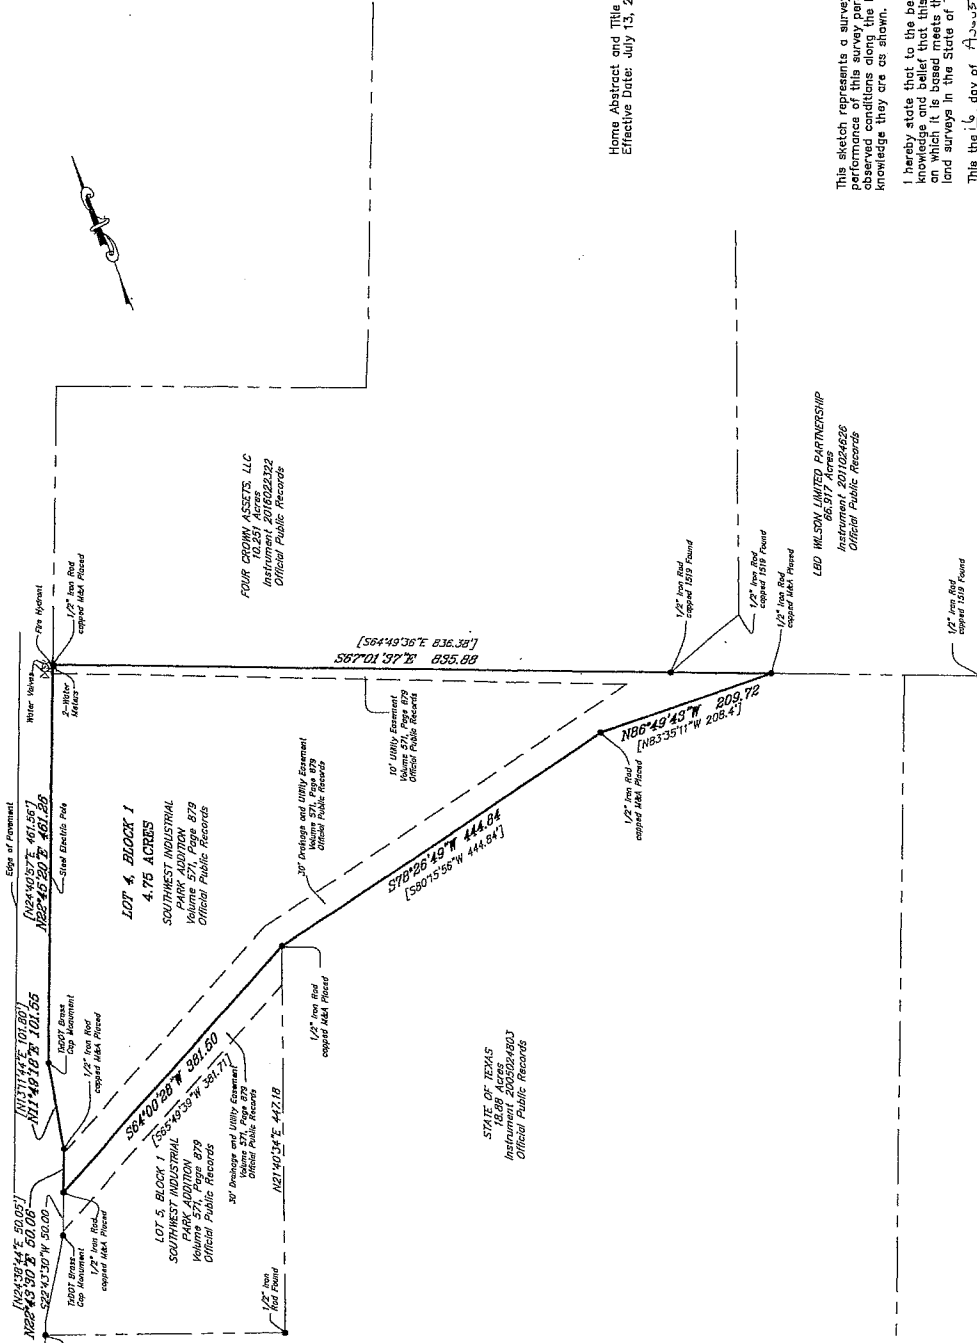 Home Abstract and Title
Effective Date: July 13, 2
This sketch represents a survey
performance of this survey per
observed conditions along the
knowledge they are as shown.
I hereby state that to the be
knowledge and belief that this
on which it is based meets th
land surveys in the State of
This the 16 day of August
Edge of Pavement
Water Valves
Fire Hydrant
1/2" Iron Rod
capped M&A Placed
2-Water
Meters
[N24°40'57"E 461.56']
N22°45'20"E 461.26
Steel Electric Pole
[N13°11'44"E 101.80']
N11°49'18"E 101.55
TxDOT Brass
Cap Monument
1/2" Iron Rod
capped M&A Placed
[N24°38'44"E 50.05']
N22°43'30"E 50.06
S22°43'30"W 50.00
TxDOT Brass
Cap Monument
1/2" Iron Rod
capped M&A Placed
LOT 4, BLOCK 1
4.75 ACRES
SOUTHWEST INDUSTRIAL
PARK ADDITION
Volume 571, Page 879
Official Public Records
FOUR CROWN ASSETS, LLC
10.251 Acres
Instrument 2016022322
Official Public Records
[S64°49'36"E 836.38']
S67°01'37"E 835.88
10' Utility Easement
Volume 571, Page 879
Official Public Records
30' Drainage and Utility Easement
Volume 571, Page 879
Official Public Records
S64°00'28"W 381.50
[S65°49'39"W 381.71']
30' Drainage and Utility Easement
Volume 571, Page 879
Official Public Records
LOT 5, BLOCK 1
SOUTHWEST INDUSTRIAL
PARK ADDITION
Volume 571, Page 879
Official Public Records
N21°40'34"E 447.18
1/2" Iron
Rod Found
1/2" Iron Rod
capped M&A Placed
S78°26'49"W 444.84
[S80°15'56"W 444.84']
1/2" Iron Rod
capped M&A Placed
N86°49'43"W 209.72
[N83°35'11"W 208.4']
1/2" Iron Rod
capped 1519 Found
1/2" Iron Rod
capped 1519 Found
1/2" Iron Rod
capped M&A Placed
LBD WILSON LIMITED PARTNERSHIP
66.917 Acres
Instrument 2011024626
Official Public Records
STATE OF TEXAS
18.88 Acres
Instrument 2005024803
Official Public Records
1/2" Iron Rod
capped 1519 Found